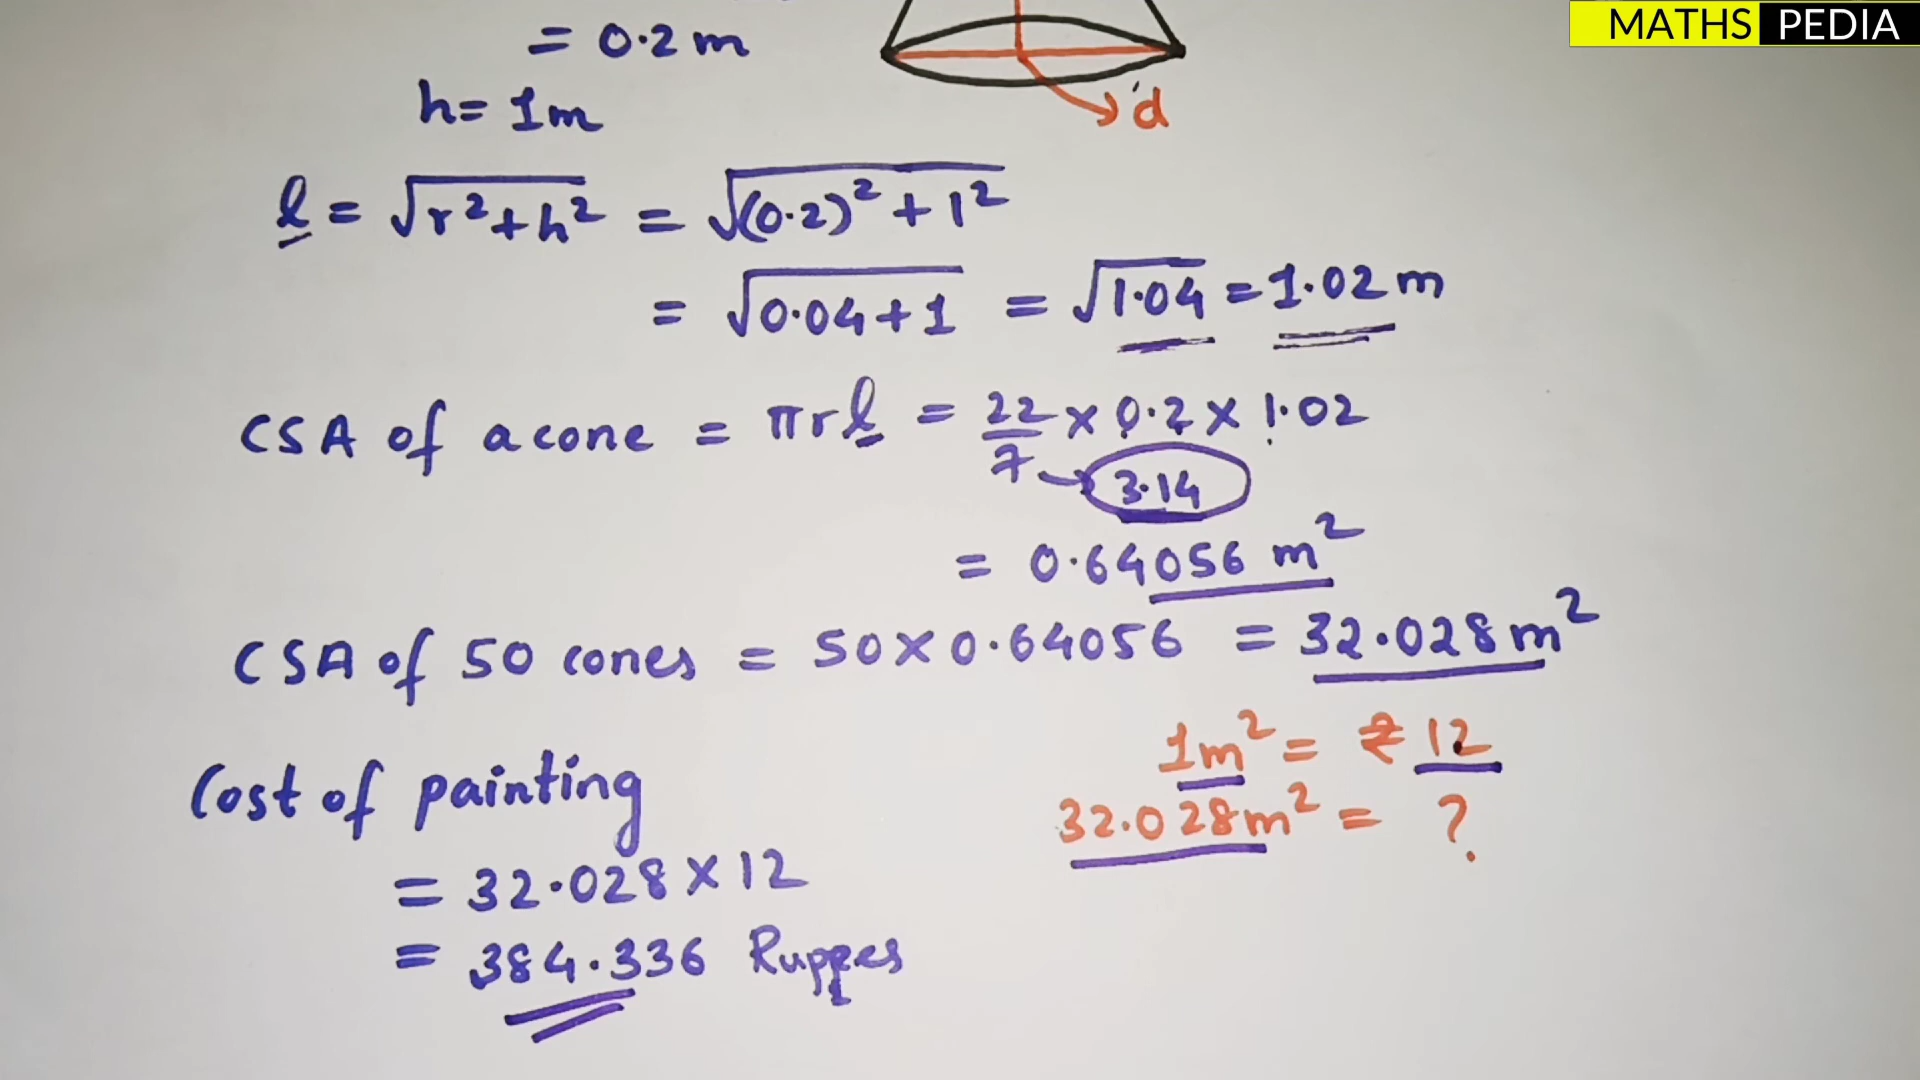 MATHS PEDIA
= 0.2 m
'd
h= 1m
l = √r²+h² = √(0.2)²+1²
= √0.04+1 = √1.04 = 1.02 m
CSA of a cone = πrl = 22/7 × 0.2 × 1.02
3.14
= 0.64056 m²
CSA of 50 cones = 50×0.64056 = 32.028m²
1m² = ₹ 12
32.028m² = ?
Cost of painting
= 32.028 × 12
= 384.336 Ruppes